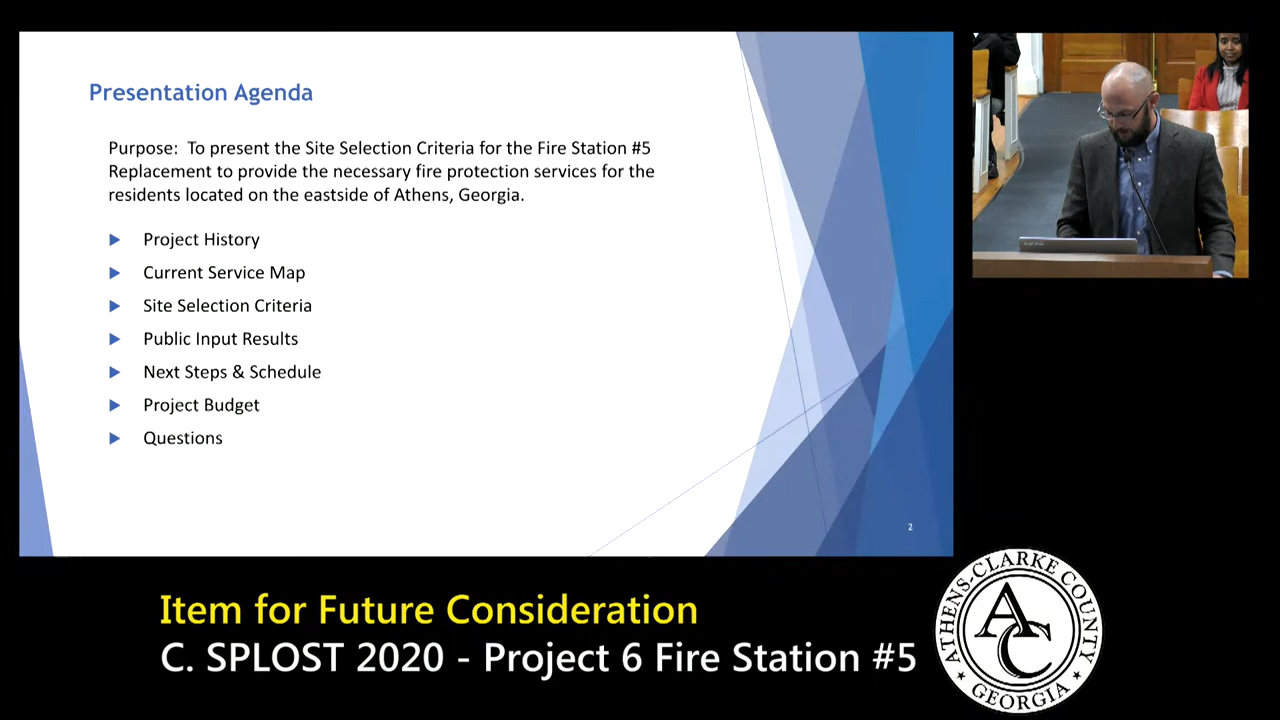 Presentation Agenda
Purpose: To present the Site Selection Criteria for the Fire Station #5
Replacement to provide the necessary fire protection services for the
residents located on the eastside of Athens, Georgia.
Project History
Current Service Map
Site Selection Criteria
Public Input Results
Next Steps & Schedule
Project Budget
Questions
2
Item for Future Consideration
C. SPLOST 2020 - Project 6 Fire Station #5
ATHENS-CLARKE COUNTY
ACC
GEORGIA